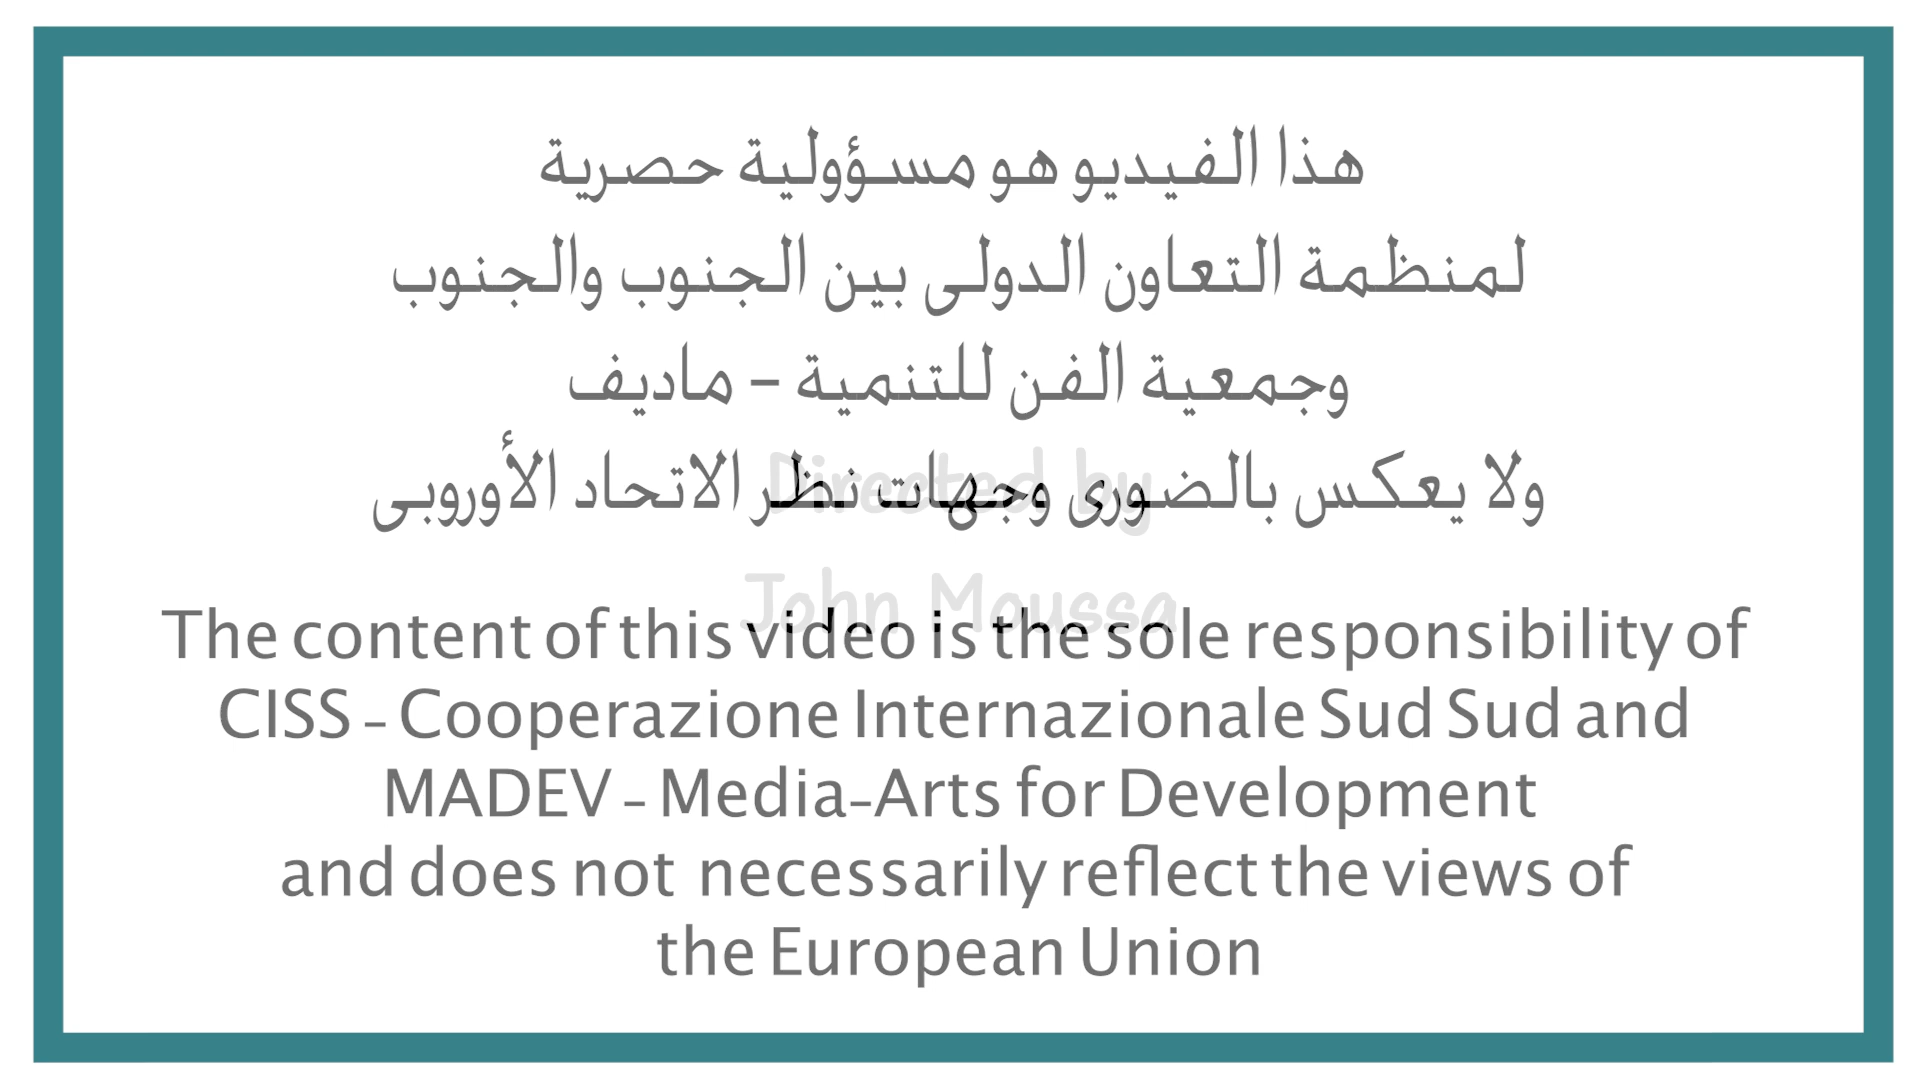 هذا الفيديو هو مسؤولية حصرية
لمنظمة التعاون الدولى بين الجنوب والجنوب
وجمعية الفن للتنمية - ماديف
ولا يعكس بالضورى وجهات نظر الاتحاد الأوروبى
Directed by
John Moussa
The content of this video is the sole responsibility of
CISS - Cooperazione Internazionale Sud Sud and
MADEV - Media-Arts for Development
and does not necessarily reflect the views of
the European Union